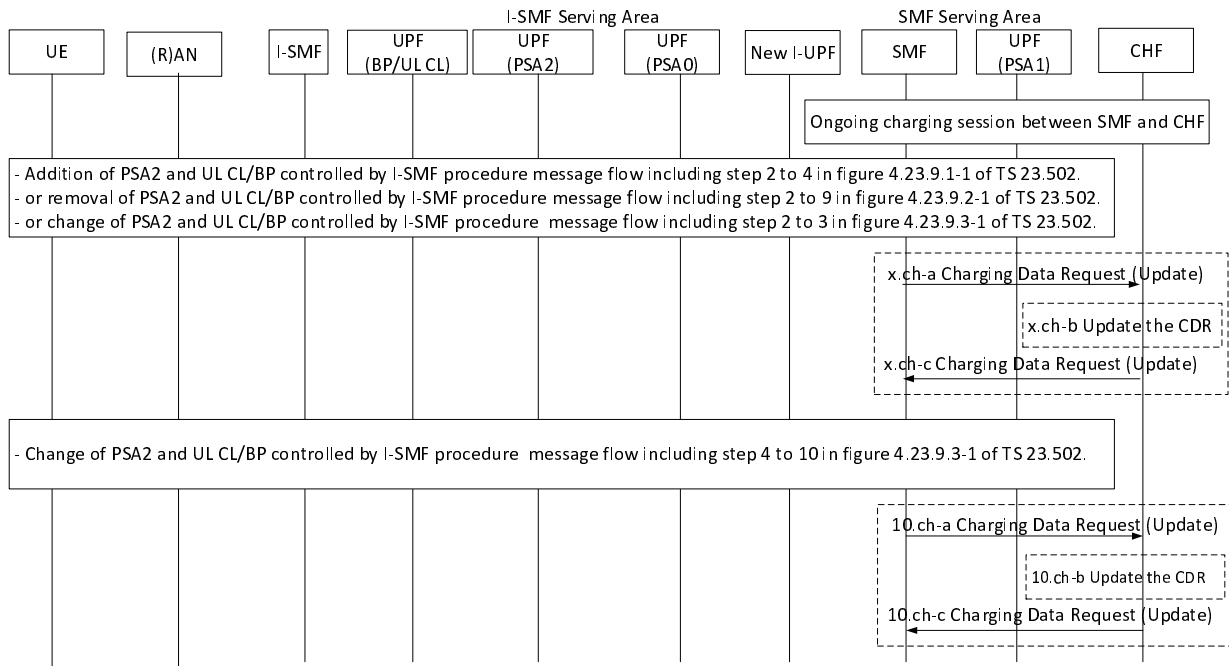 I-SMF Serving Area
SMF Serving Area
UE
(R)AN
I-SMF
UPF
(BP/UL CL)
UPF
(PSA2)
UPF
(PSA0)
New I-UPF
SMF
UPF
(PSA1)
CHF
Ongoing charging session between SMF and CHF
- Addition of PSA2 and UL CL/BP controlled by I-SMF procedure message flow including step 2 to 4 in figure 4.23.9.1-1 of TS 23.502.
- or removal of PSA2 and UL CL/BP controlled by I-SMF procedure message flow including step 2 to 9 in figure 4.23.9.2-1 of TS 23.502.
- or change of PSA2 and UL CL/BP controlled by I-SMF procedure message flow including step 2 to 3 in figure 4.23.9.3-1 of TS 23.502.
x.ch-a Charging Data Request (Update)
x.ch-b Update the CDR
x.ch-c Charging Data Request (Update)
- Change of PSA2 and UL CL/BP controlled by I-SMF procedure message flow including step 4 to 10 in figure 4.23.9.3-1 of TS 23.502.
10.ch-a Charging Data Request (Update)
10.ch-b Update the CDR
10.ch-c Charging Data Request (Update)